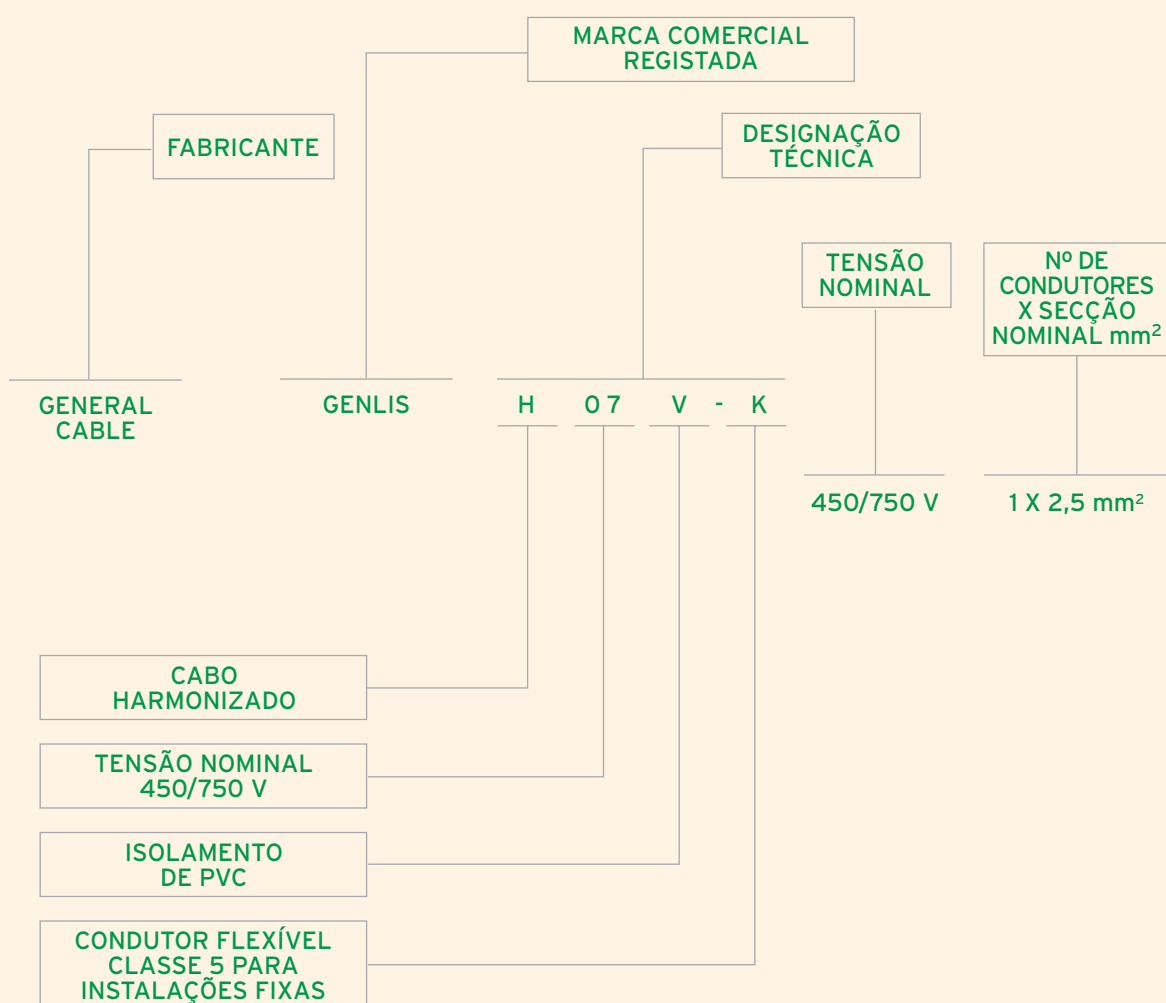 MARCA COMERCIAL
REGISTADA
FABRICANTE
DESIGNAÇÃO
TÉCNICA
TENSÃO
NOMINAL
Nº DE
CONDUTORES
X SECÇÃO
NOMINAL mm²
GENERAL
CABLE
GENLIS
H 07 V - K
450/750 V
1 X 2,5 mm²
CABO
HARMONIZADO
TENSÃO NOMINAL
450/750 V
ISOLAMENTO
DE PVC
CONDUTOR FLEXÍVEL
CLASSE 5 PARA
INSTALAÇÕES FIXAS